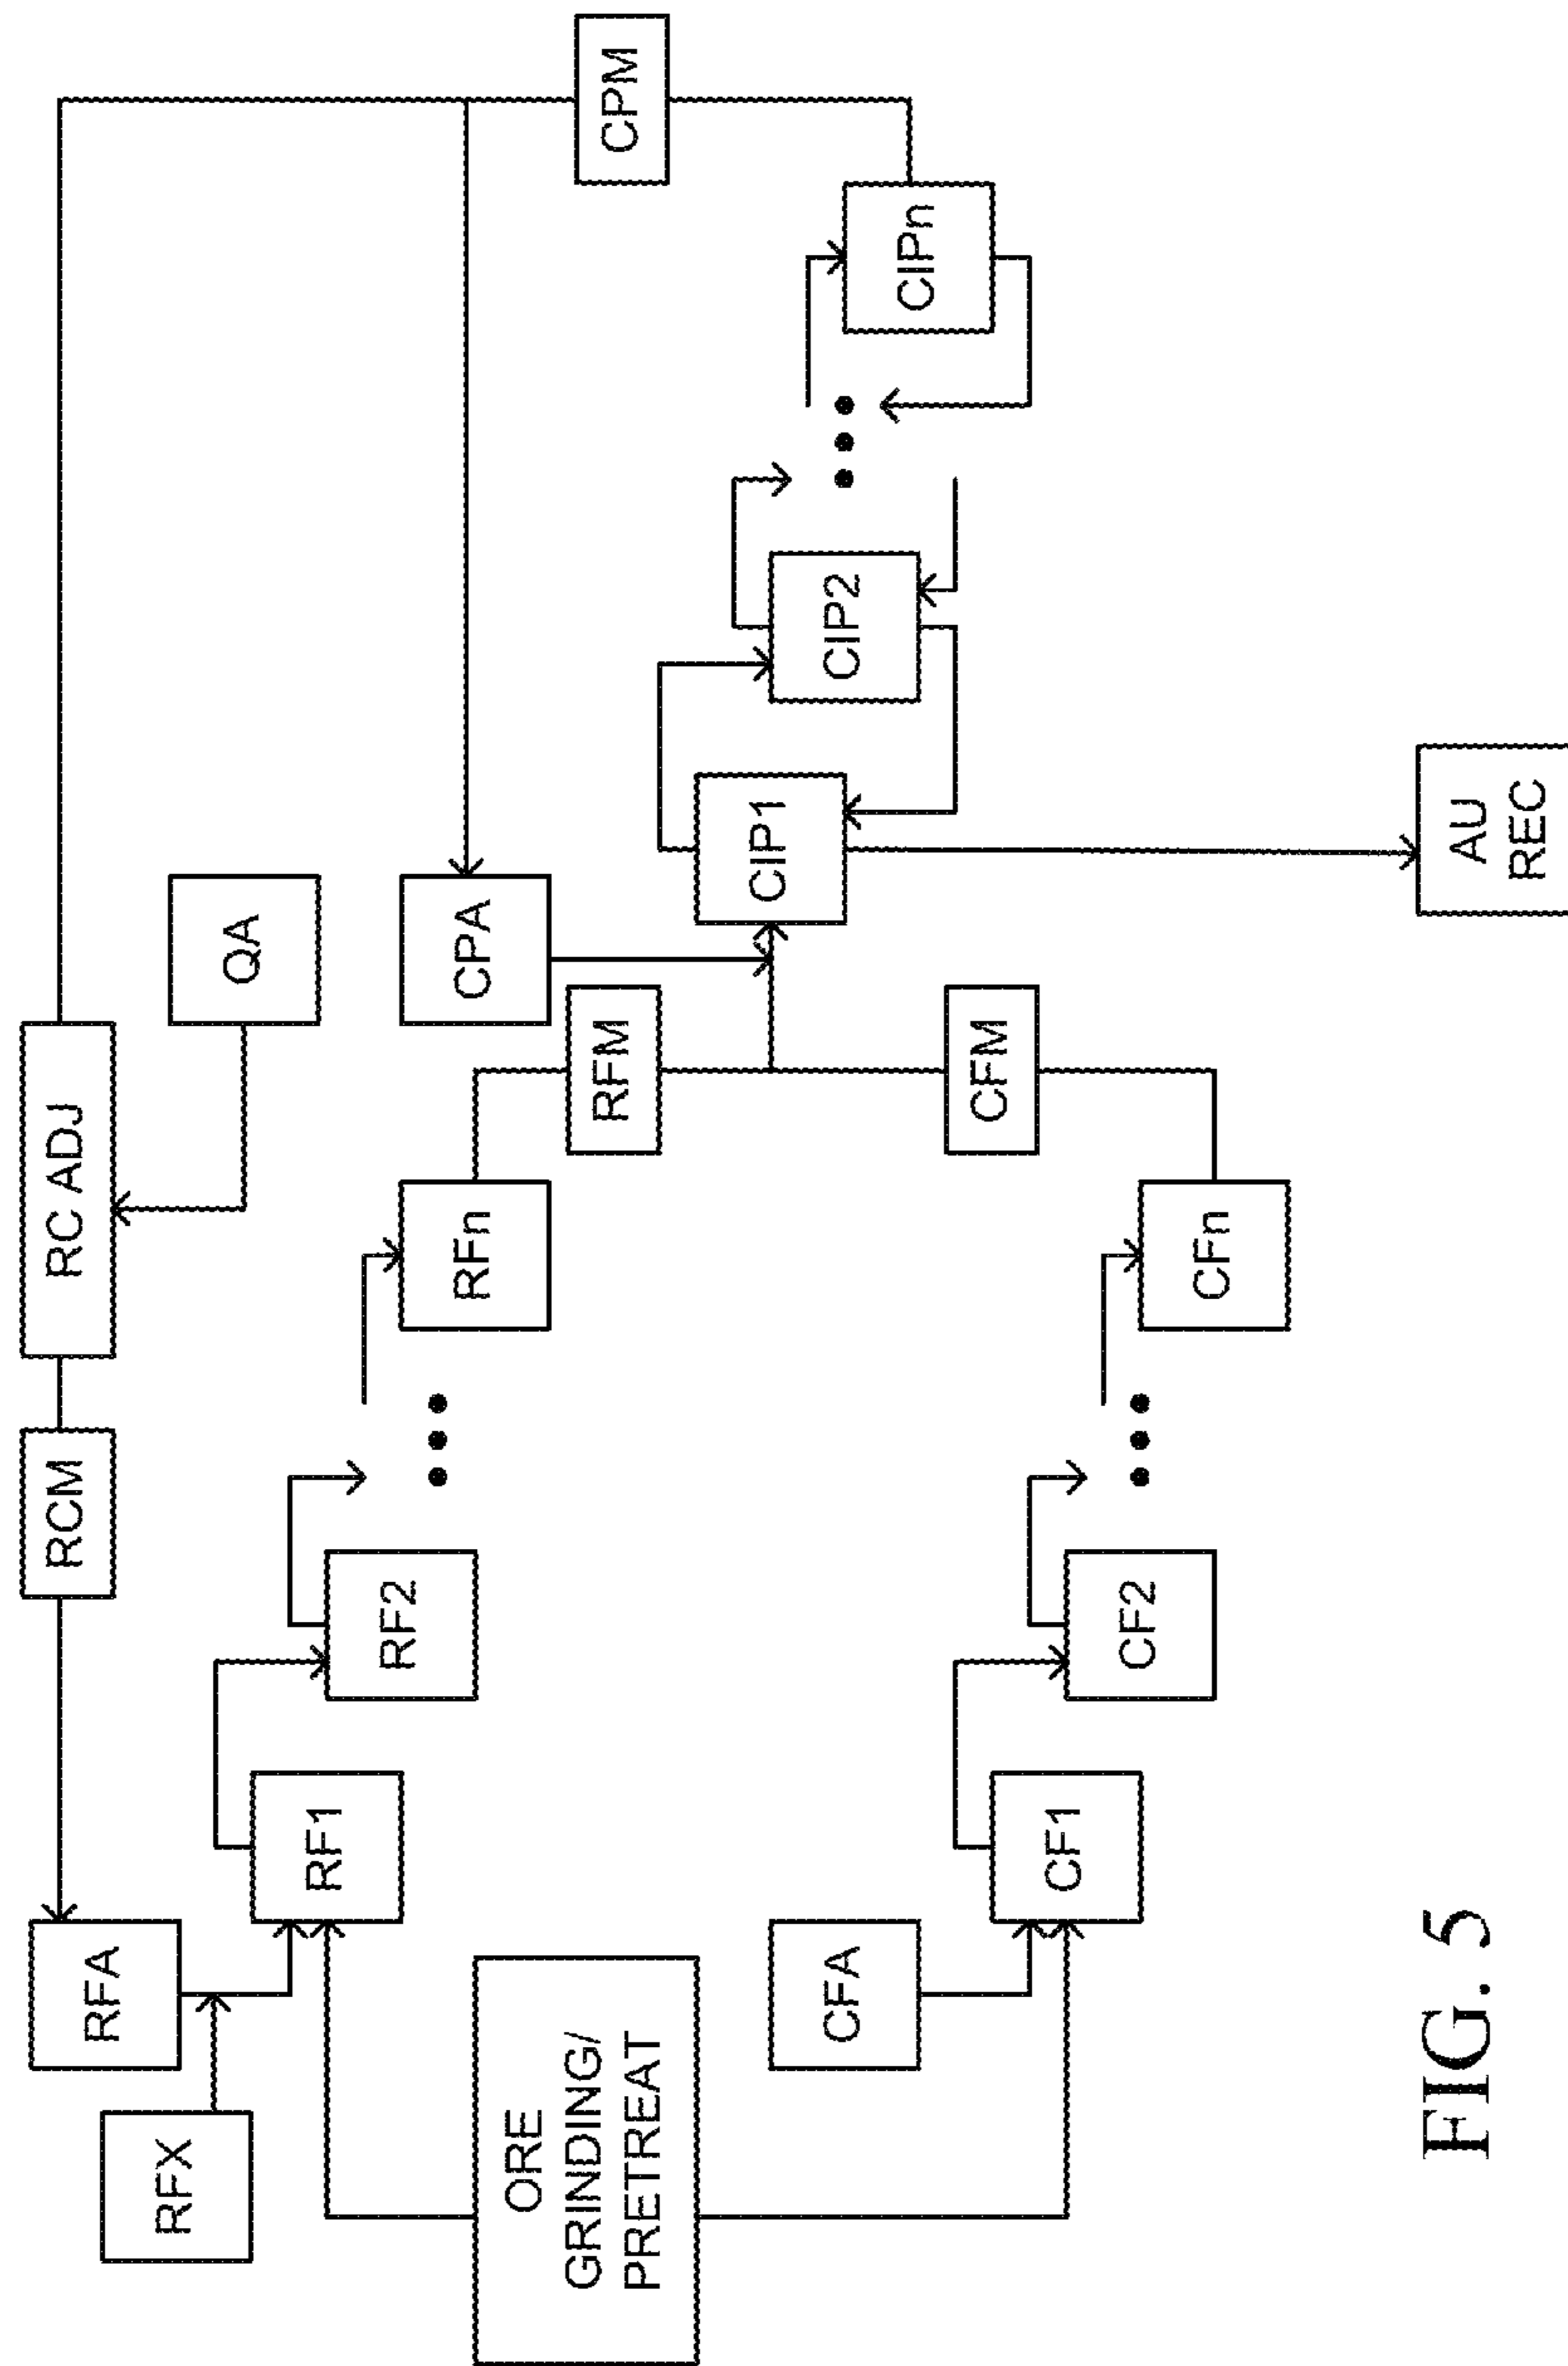 RFX
RFA
RCM
RC ADJ
QA
CPM
ORE
GRINDING/
PRETREAT
RF1
RF2
RFn
RFM
CPA
CIP1
CIP2
CIPn
CFA
CF1
CF2
CFn
CFM
AU
REC
FIG. 5